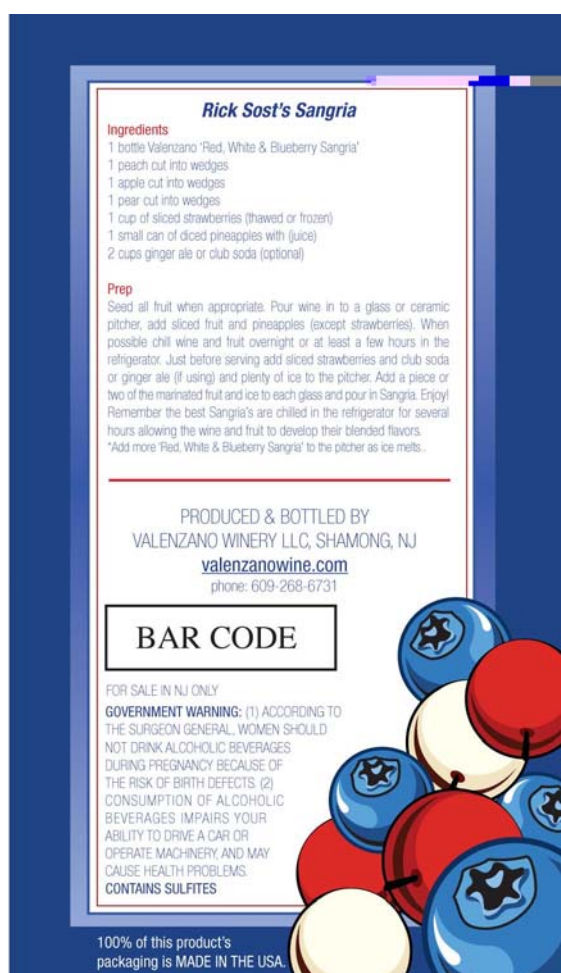 Rick Sost's Sangria
Ingredients
1 bottle Valenzano 'Red, White & Blueberry Sangria'
1 peach cut into wedges
1 apple cut into wedges
1 pear cut into wedges
1 cup of sliced strawberries (thawed or frozen)
1 small can of diced pineapples with (juice)
2 cups ginger ale or club soda (optional)
Prep
Seed all fruit when appropriate. Pour wine in to a glass or ceramic
pitcher, add sliced fruit and pineapples (except strawberries). When
possible chill wine and fruit overnight or at least a few hours in the
refrigerator. Just before serving add sliced strawberries and club soda
or ginger ale (if using) and plenty of ice to the pitcher. Add a piece or
two of the marinated fruit and ice to each glass and pour in Sangria. Enjoy!
Remember the best Sangria's are chilled in the refrigerator for several
hours allowing the wine and fruit to develop their blended flavors.
*Add more 'Red, White & Blueberry Sangria' to the pitcher as ice melts..
PRODUCED & BOTTLED BY
VALENZANO WINERY LLC, SHAMONG, NJ
valenzanowine.com
phone: 609-268-6731
BAR CODE
FOR SALE IN NJ ONLY
GOVERNMENT WARNING: (1) ACCORDING TO
THE SURGEON GENERAL, WOMEN SHOULD
NOT DRINK ALCOHOLIC BEVERAGES
DURING PREGNANCY BECAUSE OF
THE RISK OF BIRTH DEFECTS. (2)
CONSUMPTION OF ALCOHOLIC
BEVERAGES IMPAIRS YOUR
ABILITY TO DRIVE A CAR OR
OPERATE MACHINERY, AND MAY
CAUSE HEALTH PROBLEMS.
CONTAINS SULFITES
100% of this product's
packaging is MADE IN THE USA.